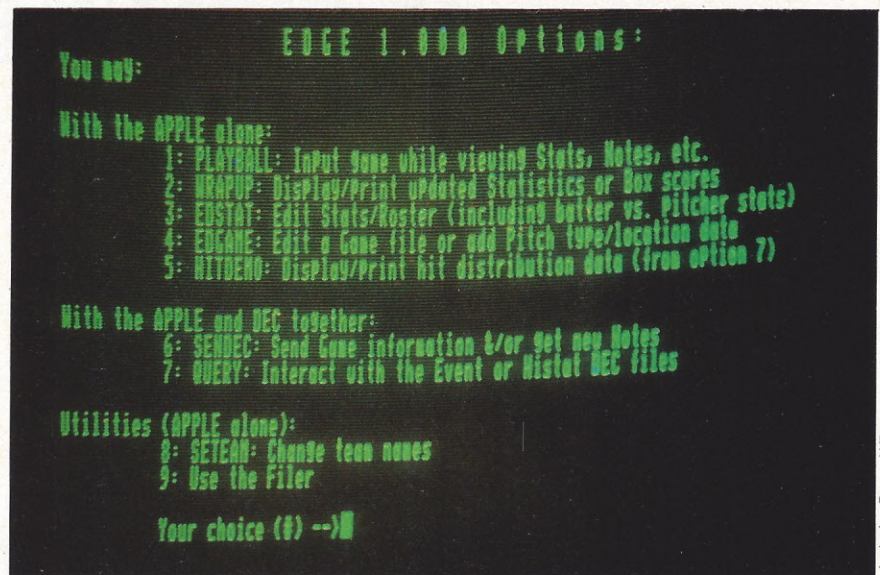 EDGE 1.000 Options:
You may:
With the APPLE alone:
1: PLAYBALL: Input game while viewing Stats, Notes, etc.
2: WRAPUP: Display/Print updated Statistics or Box scores
3: EDSTAT: Edit Stats/Roster (including batter vs. pitcher stats)
4: EDGAME: Edit a Game file or add Pitch type/location data
5: HITDEMO: Display/Print hit distribution data (from option 7)
With the APPLE and DEC together:
6: SENDEC: Send Game information &/or get new Notes
7: QUERY: Interact with the Event or Histat DEC files
Utilities (APPLE alone):
8: SETEAM: Change team names
9: Use the Filer
Your choice (#) -->